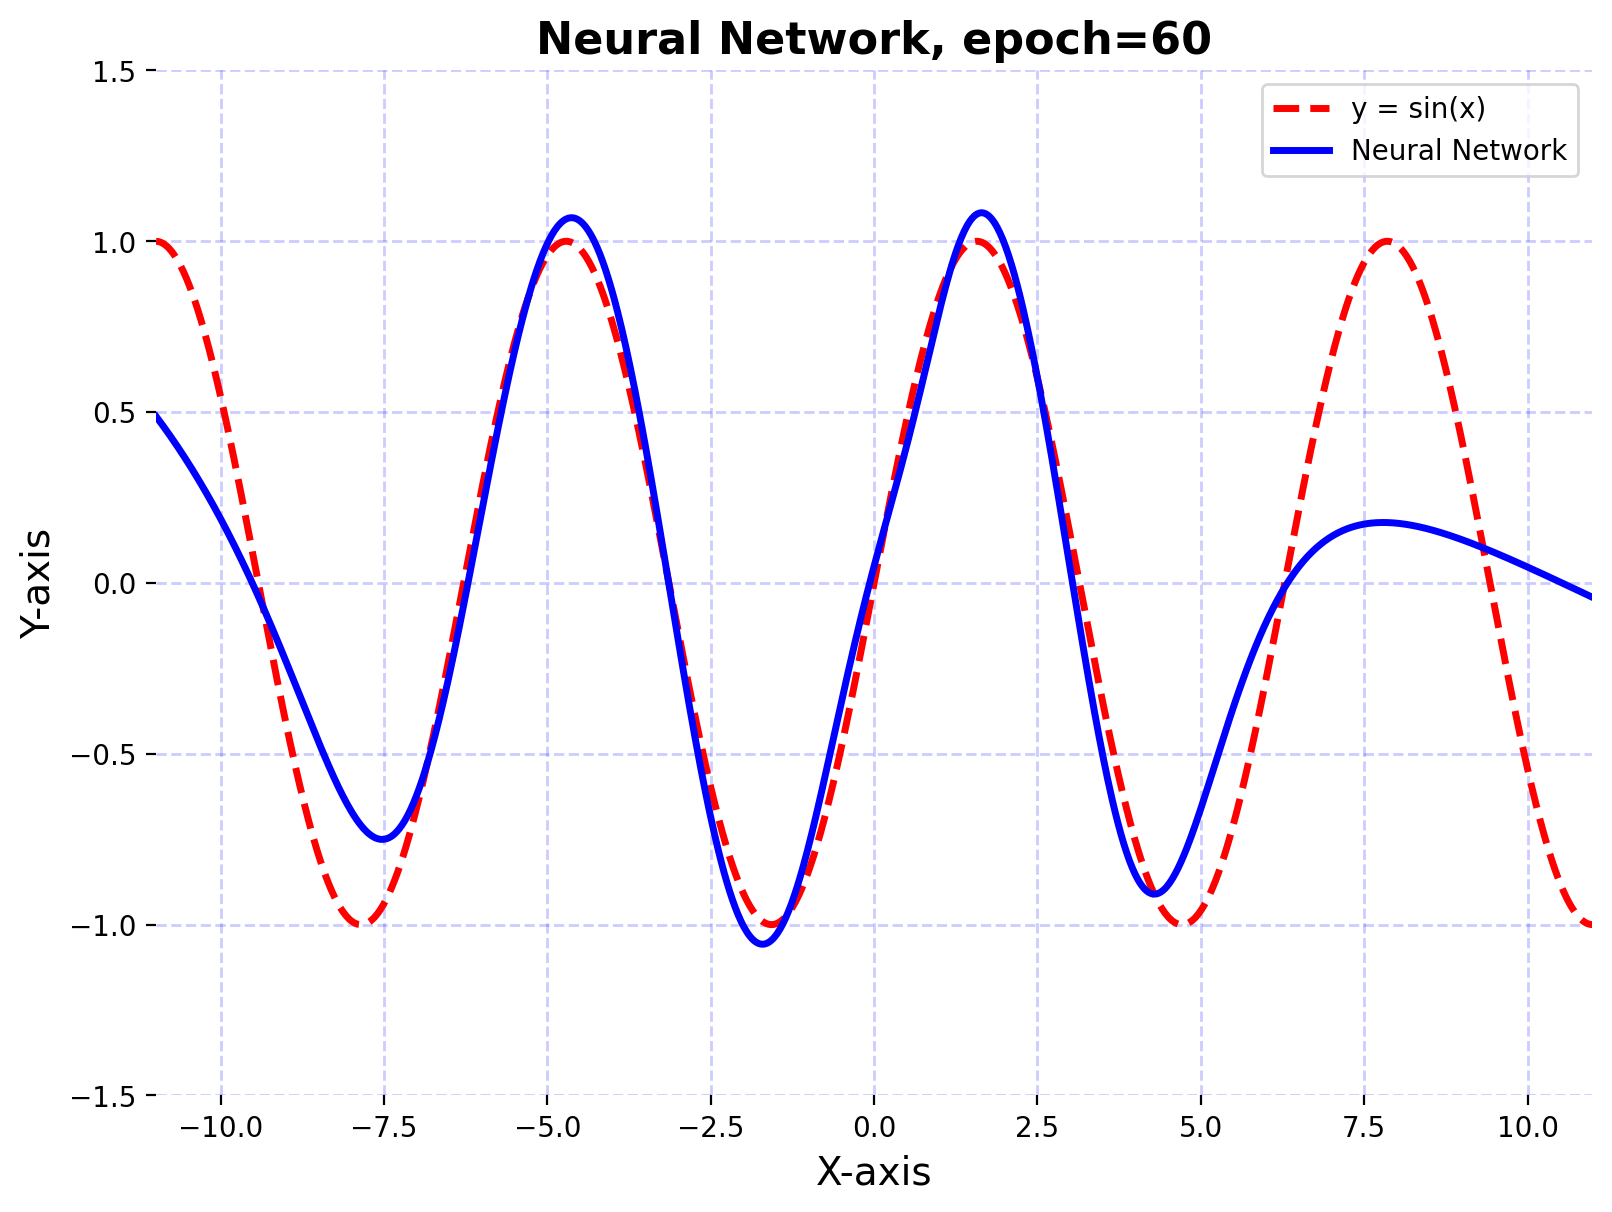 Neural Network, epoch=60
y = sin(x)
Neural Network
Y-axis
1.5
1.0
0.5
0.0
−0.5
−1.0
−1.5
−10.0 −7.5 −5.0 −2.5 0.0 2.5 5.0 7.5 10.0
X-axis